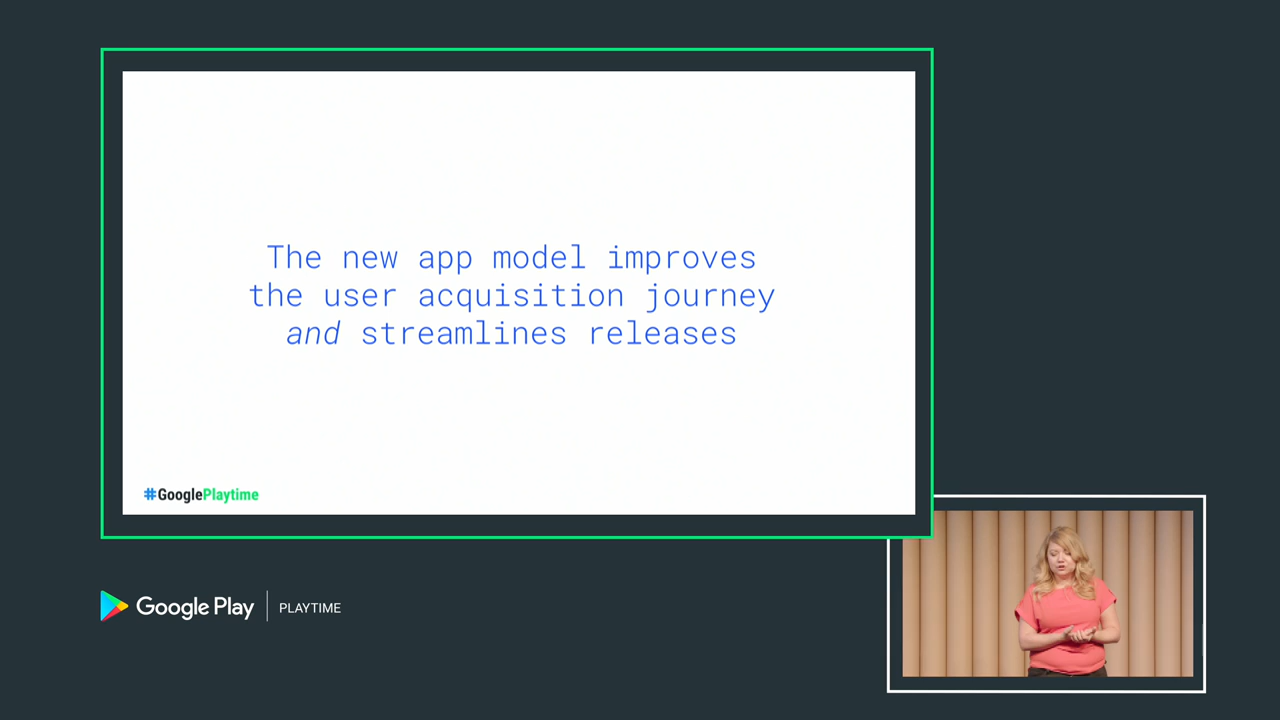 The new app model improves
the user acquisition journey
and streamlines releases
#GooglePlaytime
Google Play | PLAYTIME